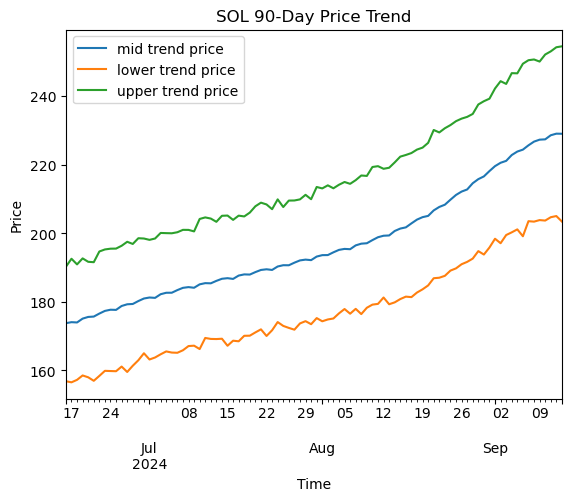 SOL 90-Day Price Trend
mid trend price
lower trend price
upper trend price
Price
240
220
200
180
160
17 24 08 15 22 29 05 12 19 26 02 09
Jul Aug Sep
2024
Time